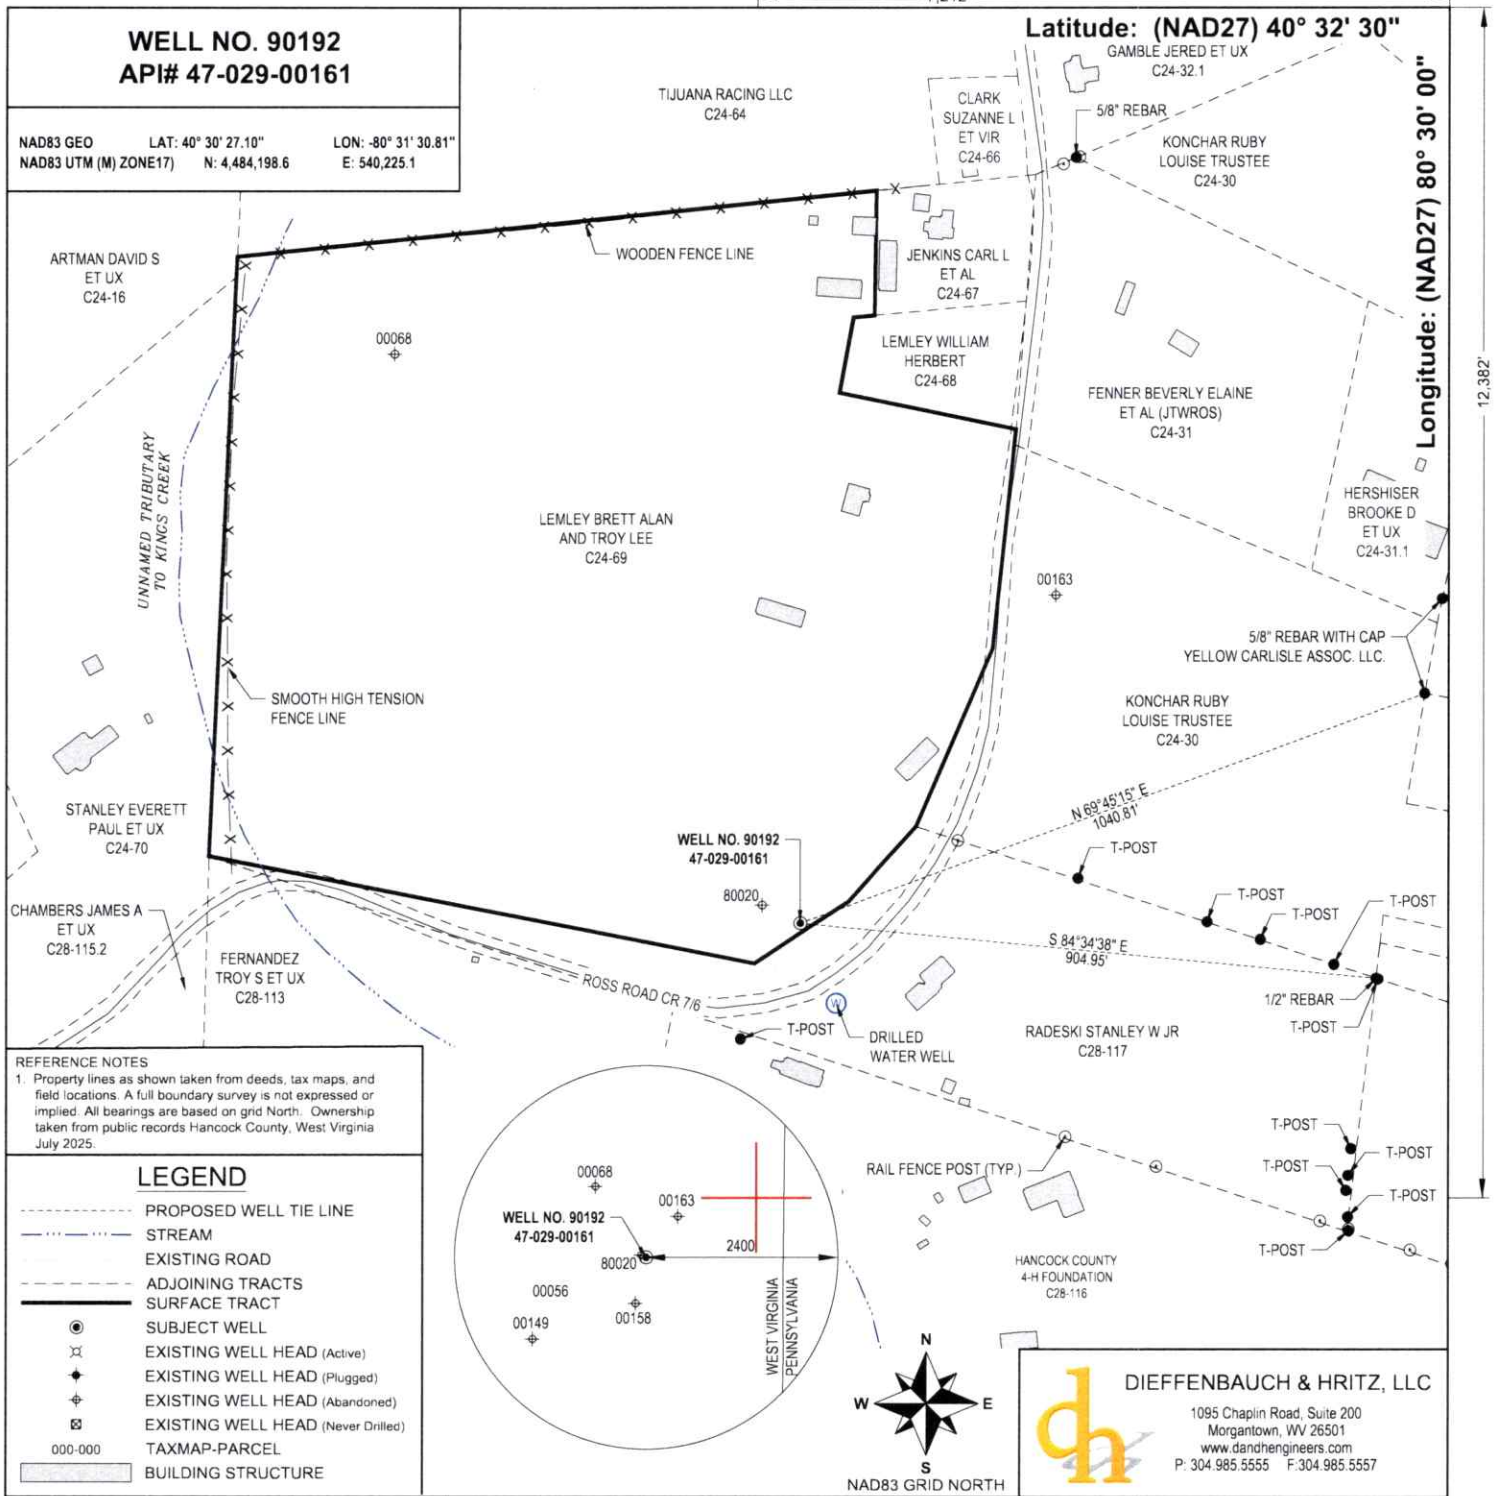 WELL NO. 90192
API# 47-029-00161
NAD83 GEO LAT: 40° 30' 27.10" LON: -80° 31' 30.81"
NAD83 UTM (M) ZONE17) N: 4,484,198.6 E: 540,225.1
Latitude: (NAD27) 40° 32' 30"
Longitude: (NAD27) 80° 30' 00"
12,382'
GAMBLE JERED ET UX
C24-32.1
TIJUANA RACING LLC
C24-64
CLARK
SUZANNE L
ET VIR
C24-66
5/8" REBAR
KONCHAR RUBY
LOUISE TRUSTEE
C24-30
ARTMAN DAVID S
ET UX
C24-16
WOODEN FENCE LINE
JENKINS CARL L
ET AL
C24-67
00068
LEMLEY WILLIAM
HERBERT
C24-68
FENNER BEVERLY ELAINE
ET AL (JTWROS)
C24-31
UNNAMED TRIBUTARY
TO KINGS CREEK
LEMLEY BRETT ALAN
AND TROY LEE
C24-69
HERSHISER
BROOKE D
ET UX
C24-31.1
00163
5/8" REBAR WITH CAP
YELLOW CARLISLE ASSOC. LLC.
SMOOTH HIGH TENSION
FENCE LINE
KONCHAR RUBY
LOUISE TRUSTEE
C24-30
STANLEY EVERETT
PAUL ET UX
C24-70
N 69°45'15" E
1040.81'
WELL NO. 90192
47-029-00161
80020
T-POST
T-POST
T-POST
T-POST
CHAMBERS JAMES A
ET UX
C28-115.2
FERNANDEZ
TROY S ET UX
C28-113
S 84°34'38" E
904.95'
ROSS ROAD CR 7/6
1/2" REBAR
T-POST
W
T-POST
DRILLED
WATER WELL
RADESKI STANLEY W JR
C28-117
REFERENCE NOTES
1. Property lines as shown taken from deeds, tax maps, and
field locations. A full boundary survey is not expressed or
implied. All bearings are based on grid North. Ownership
taken from public records Hancock County, West Virginia
July 2025.
T-POST
T-POST
T-POST
T-POST
T-POST
RAIL FENCE POST (TYP.)
HANCOCK COUNTY
4-H FOUNDATION
C28-116
00068
00163
WELL NO. 90192
47-029-00161
2400
80020
00056
00158
00149
WEST VIRGINIA
PENNSYLVANIA
LEGEND
PROPOSED WELL TIE LINE
STREAM
EXISTING ROAD
ADJOINING TRACTS
SURFACE TRACT
SUBJECT WELL
EXISTING WELL HEAD (Active)
EXISTING WELL HEAD (Plugged)
EXISTING WELL HEAD (Abandoned)
EXISTING WELL HEAD (Never Drilled)
000-000 TAXMAP-PARCEL
BUILDING STRUCTURE
N
W E
S
NAD83 GRID NORTH
dh
DIEFFENBAUCH & HRITZ, LLC
1095 Chaplin Road, Suite 200
Morgantown, WV 26501
www.dandhengineers.com
P: 304.985.5555 F:304.985.5557